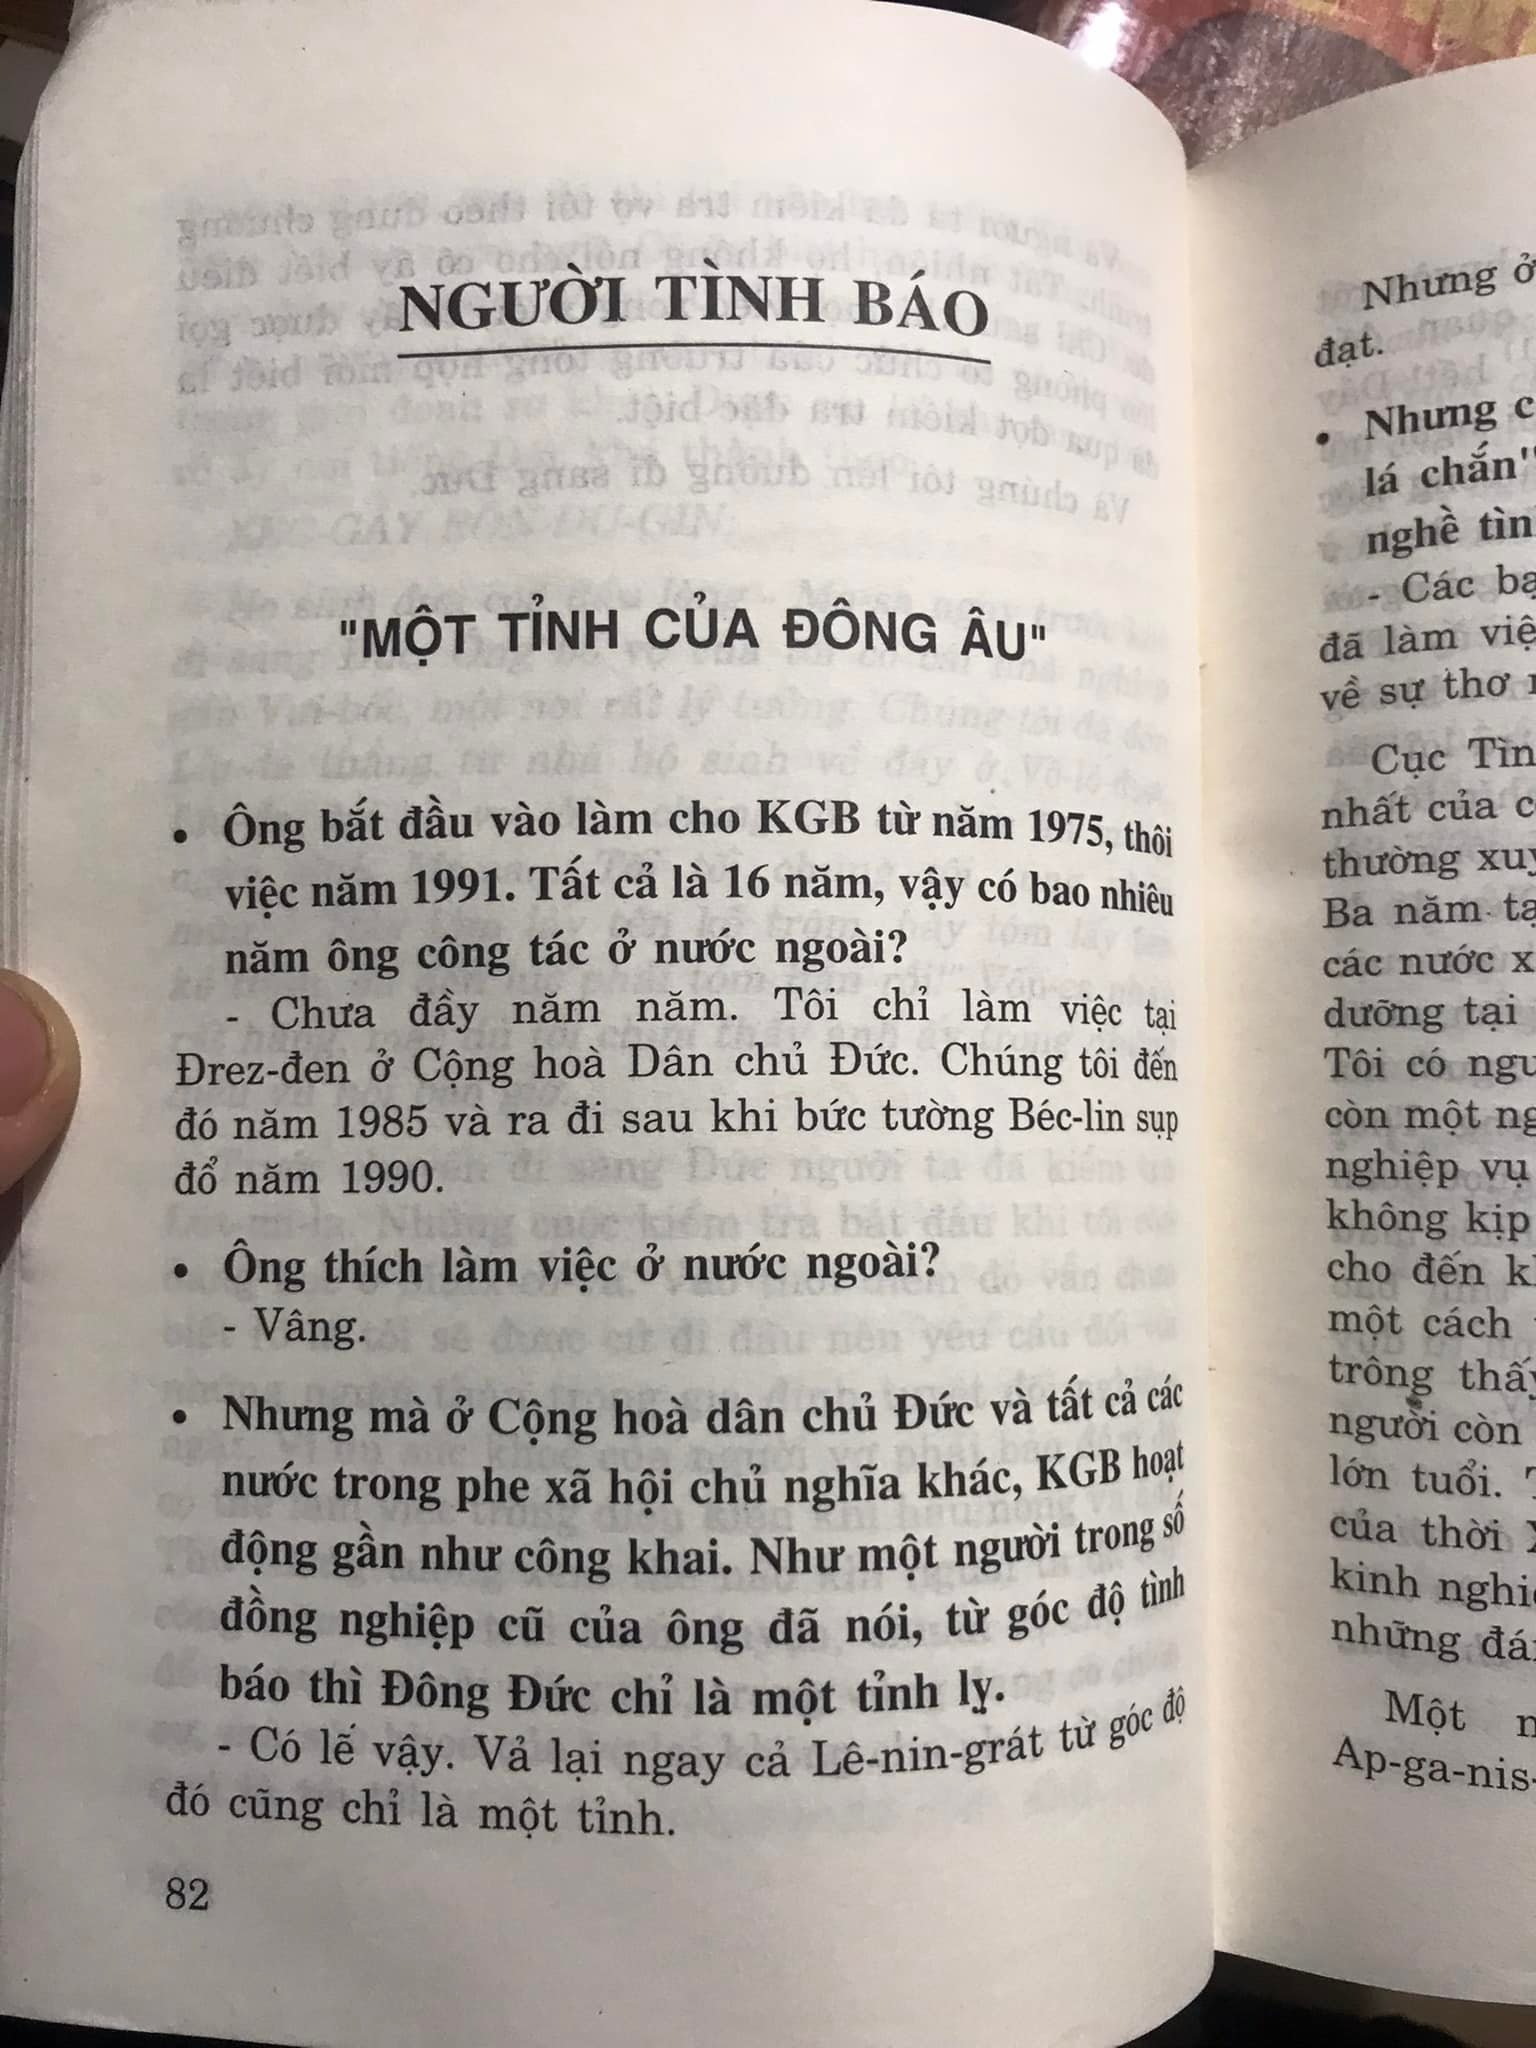 NGƯỜI TÌNH BÁO
"MỘT TỈNH CỦA ĐÔNG ÂU"
• Ông bắt đầu vào làm cho KGB từ năm 1975, thôi
việc năm 1991. Tất cả là 16 năm, vậy có bao nhiêu
năm ông công tác ở nước ngoài?
- Chưa đầy năm năm. Tôi chỉ làm việc tại
Đrez-đen ở Cộng hoà Dân chủ Đức. Chúng tôi đến
đó năm 1985 và ra đi sau khi bức tường Béc-lin sụp
đổ năm 1990.
• Ông thích làm việc ở nước ngoài?
- Vâng.
• Nhưng mà ở Cộng hoà dân chủ Đức và tất cả các
nước trong phe xã hội chủ nghĩa khác, KGB hoạt
động gần như công khai. Như một người trong số
đồng nghiệp cũ của ông đã nói, từ góc độ tình
báo thì Đông Đức chỉ là một tỉnh lỵ.
- Có lẽ vậy. Vả lại ngay cả Lê-nin-grát từ góc độ
đó cũng chỉ là một tỉnh.
82
Nhưng ở
đạt.
• Nhưng c
lá chắn"
nghề tìn
- Các bạ
đã làm việ
về sự thơ
Cục Tìn
nhất của c
thường xuy
Ba năm tạ
các nước x
dưỡng tại
Tôi có ngư
còn một ng
nghiệp vụ
không kịp
cho đến kh
một cách
trông thấy
người còn
lớn tuổi. T
của thời X
kinh nghiệ
những đán
Một n
Ap-ga-nis-